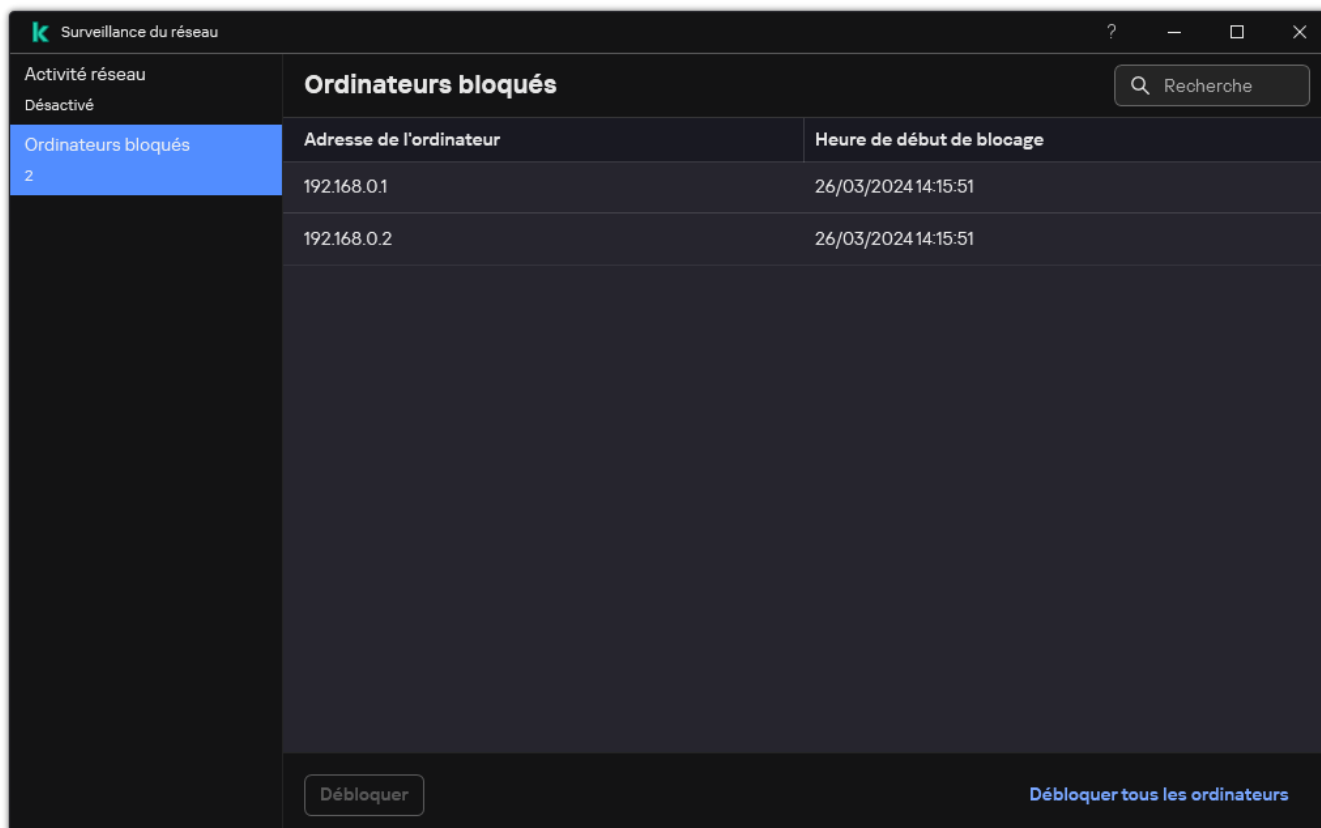 Surveillance du réseau
?
Activité réseau
Désactivé
Ordinateurs bloqués
2
Ordinateurs bloqués
Recherche
Adresse de l'ordinateur Heure de début de blocage
192.168.0.1 26/03/2024 14:15:51
192.168.0.2 26/03/2024 14:15:51
Débloquer
Débloquer tous les ordinateurs